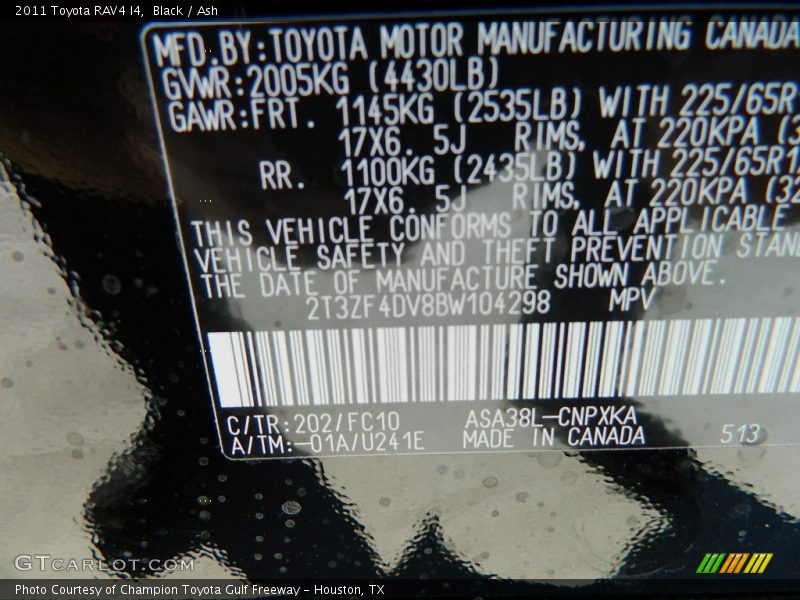 2011 Toyota RAV4 I4,  Black / Ash
MFD.BY:TOYOTA MOTOR MANUFACTURING CANADA
GVWR:2005KG (4430LB)
GAWR:FRT. 1145KG (2535LB) WITH 225/65R
17X6.5J RIMS, AT 220KPA (3
RR. 1100KG (2435LB) WITH 225/65R1
17X6.5J RIMS, AT 220KPA (32
THIS VEHICLE CONFORMS TO ALL APPLICABLE
VEHICLE SAFETY AND THEFT PREVENTION STAN
THE DATE OF MANUFACTURE SHOWN ABOVE.
2T3ZF4DV8BW104298 MPV
C/TR:202/FC10 ASA38L-CNPXKA
A/TM:-01A/U241E MADE IN CANADA 513
GTCARLOT.COM
Photo Courtesy of Champion Toyota Gulf Freeway - Houston, TX